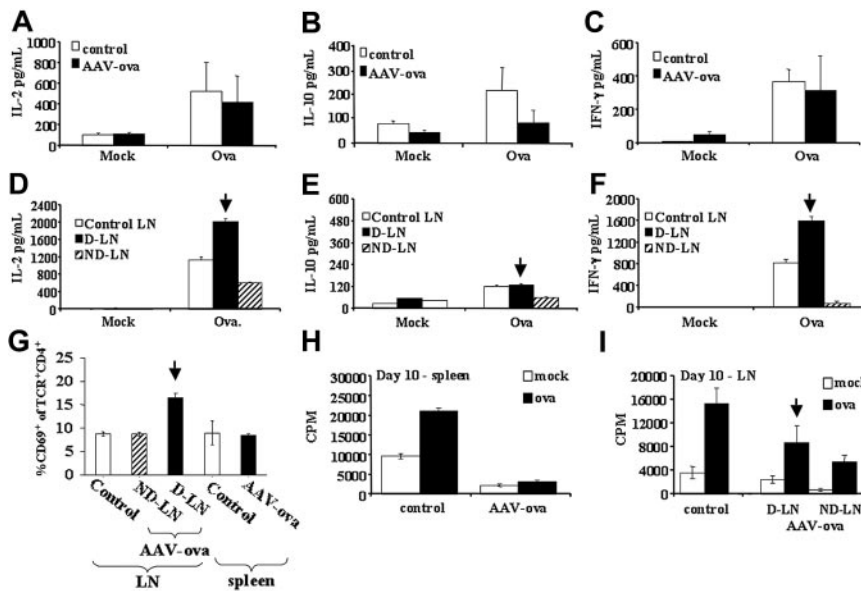 A
IL-2 pg/mL
1000
800
600
400
200
0
control
AAV-ova
Mock
Ova
B
IL-10 pg/mL
400
300
200
100
0
control
AAV-ova
Mock
Ova
C
IFN-γ pg/mL
600
400
200
0
control
AAV-ova
Mock
Ova
D
IL-2 pg/mL
2400
2000
1600
1200
800
400
0
Control LN
D-LN
ND-LN
Mock
Ova.
E
IL-10 pg/mL
600
480
360
240
120
0
Control LN
D-LN
ND-LN
Mock
Ova
F
IFN-γ pg/mL
2000
1600
1200
800
400
0
Control LN
D-LN
ND-LN
Mock
Ova
G
%CD69+ of TCR+CD4+
25
20
15
10
5
0
Control
ND-LN
D-LN
Control
AAV-ova
AAV-ova
LN
spleen
H
Day 10 - spleen
CPM
30000
25000
20000
15000
10000
5000
0
mock
ova
control
AAV-ova
I
Day 10 - LN
CPM
20000
16000
12000
8000
4000
0
mock
ova
control
D-LN
ND-LN
AAV-ova